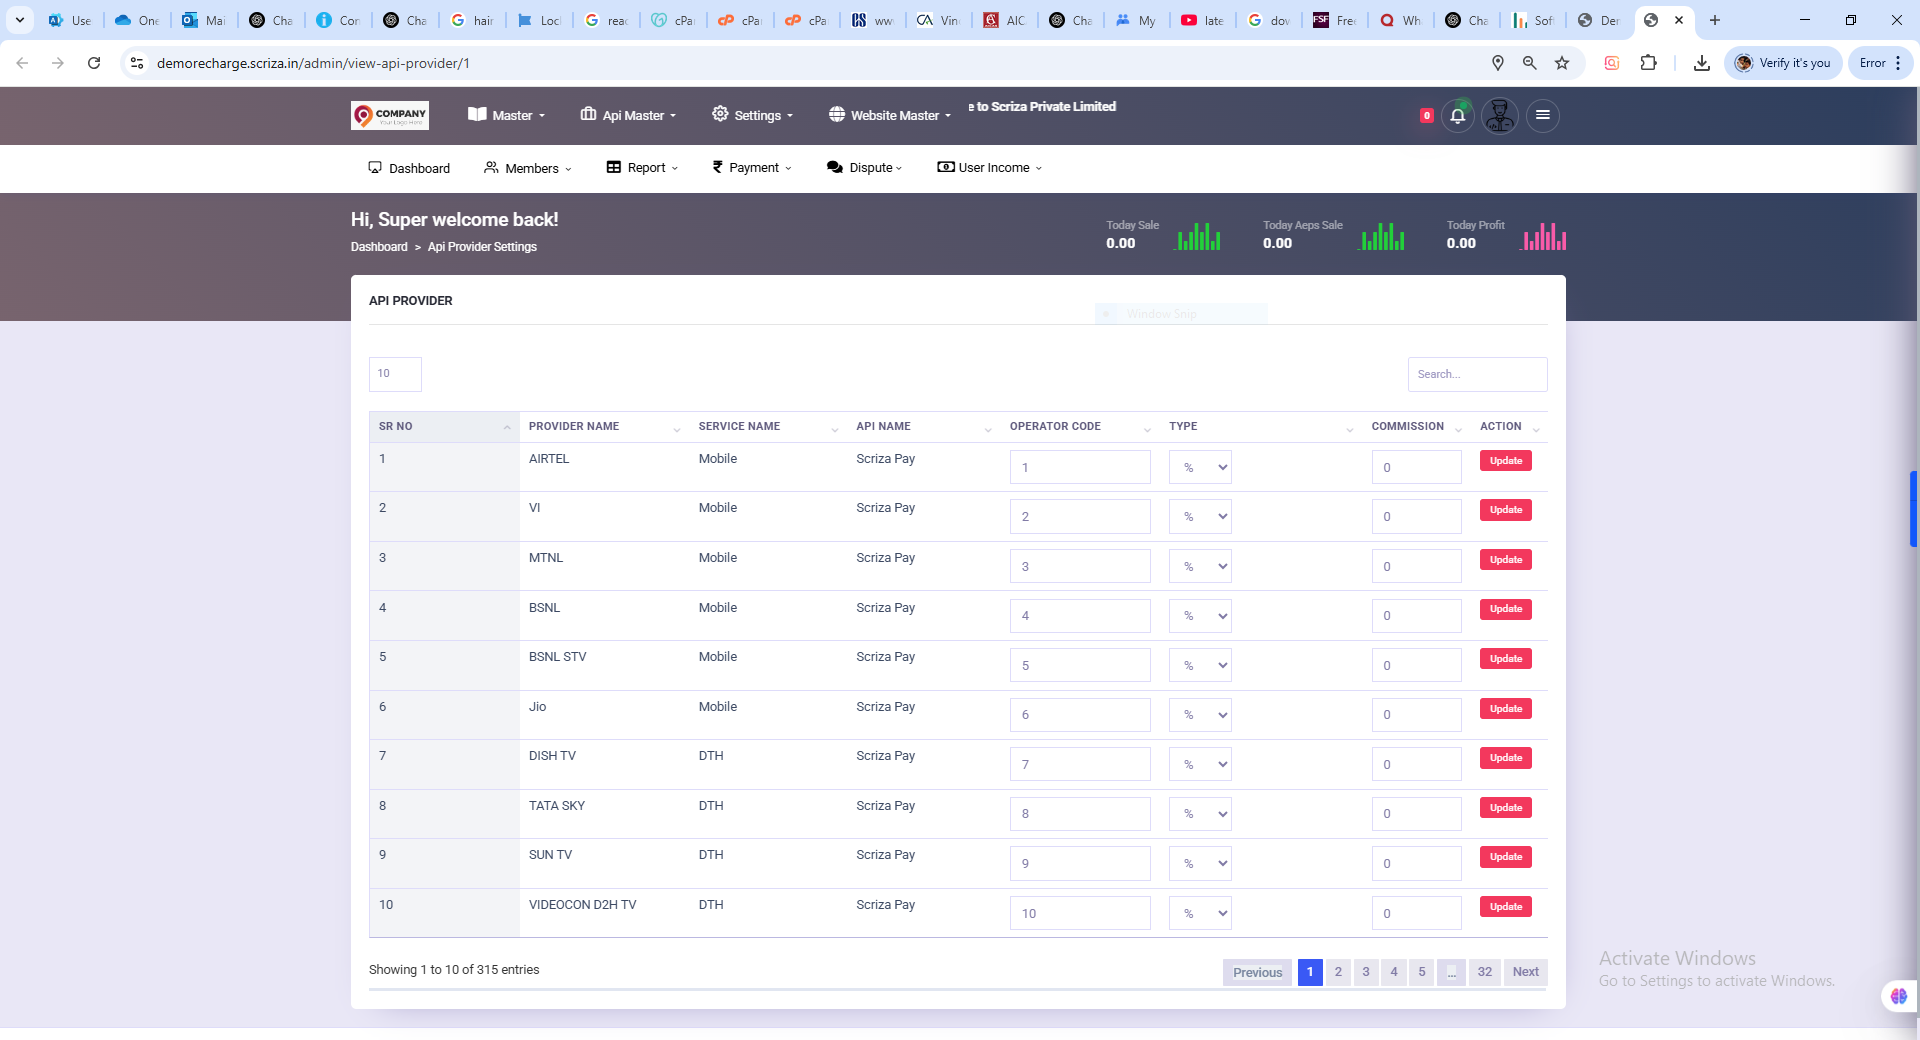 Use
One
Mai
Cha
Con
Cha
hair
Loc
reac
cPa
cPa
cPa
ww
Vin
AIC
Cha
My
late
dov
Free
Wh
Cha
Sof
Der
demorecharge.scriza.in/admin/view-api-provider/1
Verify it's you
Error
COMPANY
Your Logo Here
Master
Api Master
Settings
Website Master
e to Scriza Private Limited
0
Dashboard
Members
Report
Payment
Dispute
User Income
Hi, Super welcome back!
Dashboard > Api Provider Settings
Today Sale
0.00
Today Aeps Sale
0.00
Today Profit
0.00
API PROVIDER
Window Snip
10
Search...
SR NO PROVIDER NAME SERVICE NAME API NAME OPERATOR CODE TYPE COMMISSION ACTION
1 AIRTEL Mobile Scriza Pay 1 % 0 Update
2 VI Mobile Scriza Pay 2 % 0 Update
3 MTNL Mobile Scriza Pay 3 % 0 Update
4 BSNL Mobile Scriza Pay 4 % 0 Update
5 BSNL STV Mobile Scriza Pay 5 % 0 Update
6 Jio Mobile Scriza Pay 6 % 0 Update
7 DISH TV DTH Scriza Pay 7 % 0 Update
8 TATA SKY DTH Scriza Pay 8 % 0 Update
9 SUN TV DTH Scriza Pay 9 % 0 Update
10 VIDEOCON D2H TV DTH Scriza Pay 10 % 0 Update
Showing 1 to 10 of 315 entries
Previous 1 2 3 4 5 ... 32 Next
Activate Windows
Go to Settings to activate Windows.